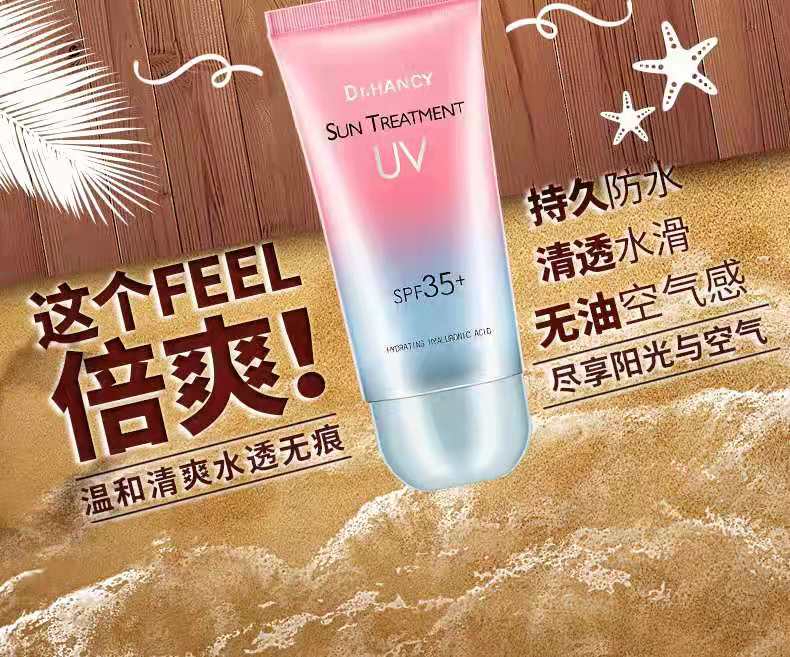 Dr.HANCY
SUN TREATMENT
UV
SPF35+
HYDRATING HYALURONIC ACID
这个FEEL
倍爽!
温和清爽水透无痕
持久防水
清透水滑
无油空气感
尽享阳光与空气